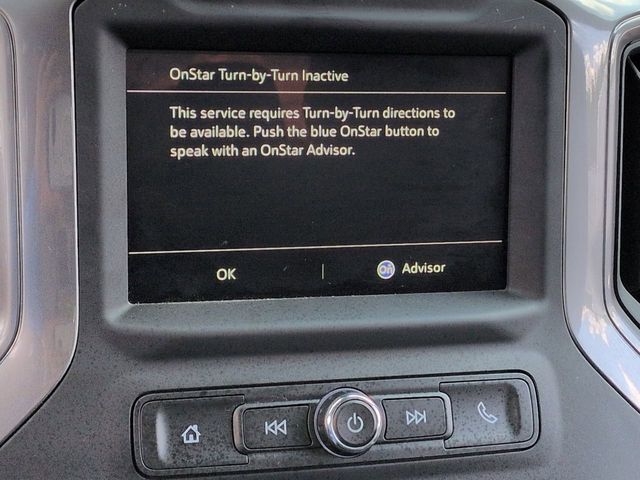 OnStar Turn-by-Turn Inactive
This service requires Turn-by-Turn directions to
be available. Push the blue OnStar button to
speak with an OnStar Advisor.
OK | On Advisor